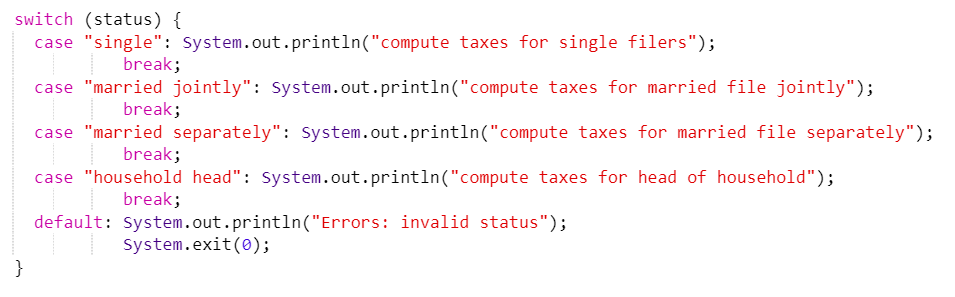 switch (status) {
case "single": System.out.println("compute taxes for single filers");
break;
case "married jointly": System.out.println("compute taxes for married file jointly");
break;
case "married separately": System.out.println("compute taxes for married file separately");
break;
case "household head": System.out.println("compute taxes for head of household");
break;
default: System.out.println("Errors: invalid status");
System.exit(0);
}